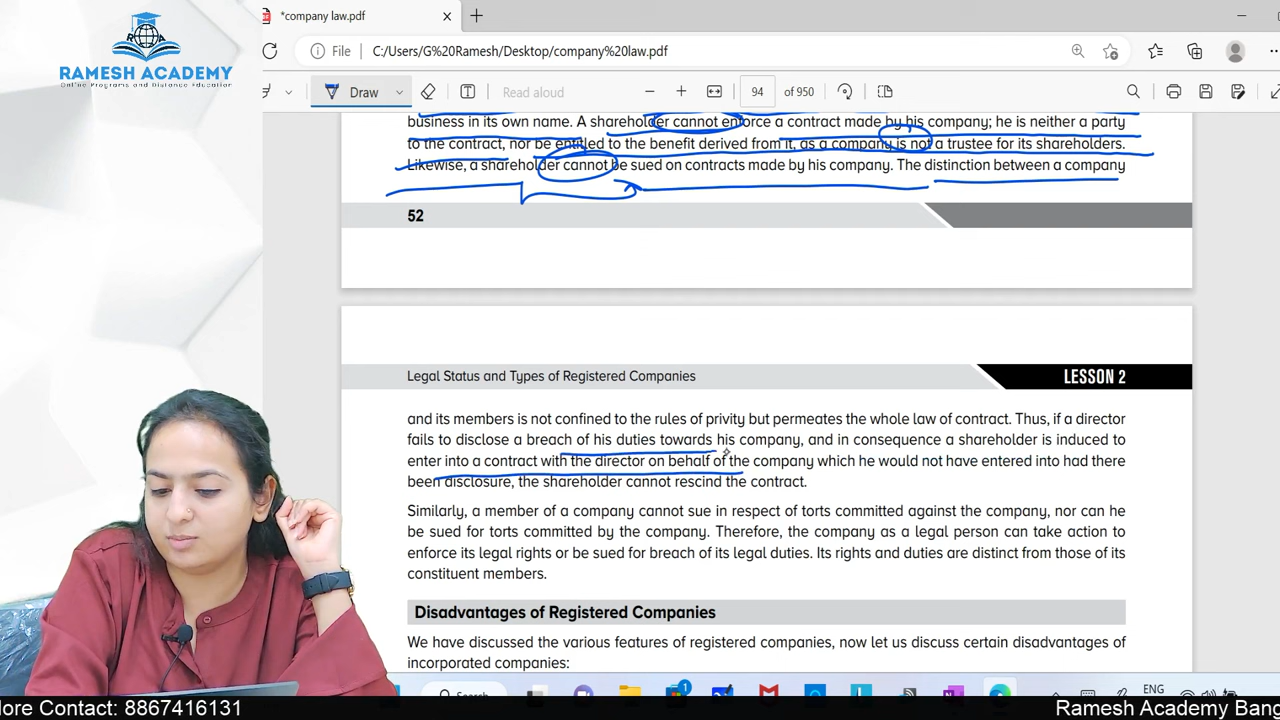 *company law.pdf
RAMESH ACADEMY
Online Programs and Distance Education
File
C:/Users/G%20Ramesh/Desktop/company%20law.pdf
Draw
Read aloud
94 of 950
business in its own name. A shareholder cannot enforce a contract made by his company; he is neither a party
to the contract, nor be entitled to the benefit derived from it, as a company is not a trustee for its shareholders.
Likewise, a shareholder cannot be sued on contracts made by his company. The distinction between a company
52
Legal Status and Types of Registered Companies
LESSON 2
and its members is not confined to the rules of privity but permeates the whole law of contract. Thus, if a director
fails to disclose a breach of his duties towards his company, and in consequence a shareholder is induced to
enter into a contract with the director on behalf of the company which he would not have entered into had there
been disclosure, the shareholder cannot rescind the contract.
Similarly, a member of a company cannot sue in respect of torts committed against the company, nor can he
be sued for torts committed by the company. Therefore, the company as a legal person can take action to
enforce its legal rights or be sued for breach of its legal duties. Its rights and duties are distinct from those of its
constituent members.
Disadvantages of Registered Companies
We have discussed the various features of registered companies, now let us discuss certain disadvantages of
incorporated companies:
ENG
lore Contact: 8867416131
Ramesh Academy Bang